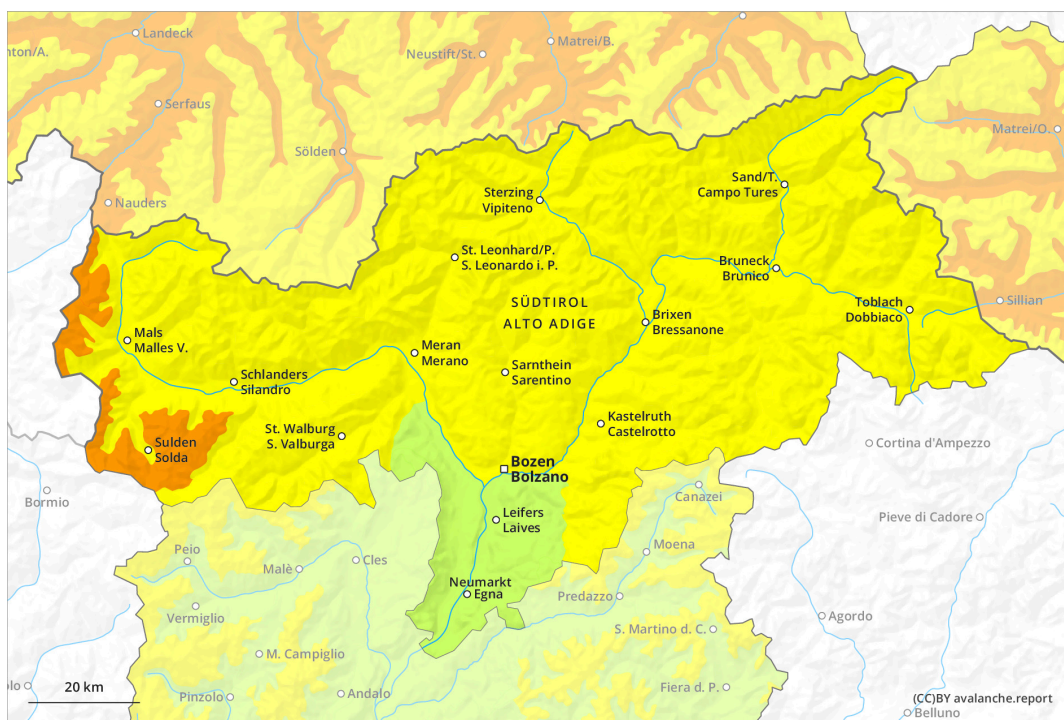 Landeck
nton/A.
Neustift/St.
Matrei/B.
Serfaus
Matrei/O.
Sölden
Sand/T.
Campo Tures
Sterzing
Vipiteno
Nauders
St. Leonhard/P.
S. Leonardo i. P.
Bruneck
Brunico
SÜDTIROL
ALTO ADIGE
Toblach
Dobbiaco
Sillian
Brixen
Bressanone
Mals
Malles V.
Meran
Merano
Sarnthein
Sarentino
Schlanders
Silandro
St. Walburg
S. Valburga
Kastelruth
Castelrotto
Sulden
Solda
Cortina d'Ampezzo
Bozen
Bolzano
Bormio
Canazei
Leifers
Laives
Pieve di Cadore
Peio
Moena
Cles
Malè
Neumarkt
Egna
Predazzo
Vermiglio
Agordo
S. Martino d. C.
M. Campiglio
olo
20 km
Pinzolo
Andalo
Fiera d. P.
(CC)BY avalanche.report
Belluno